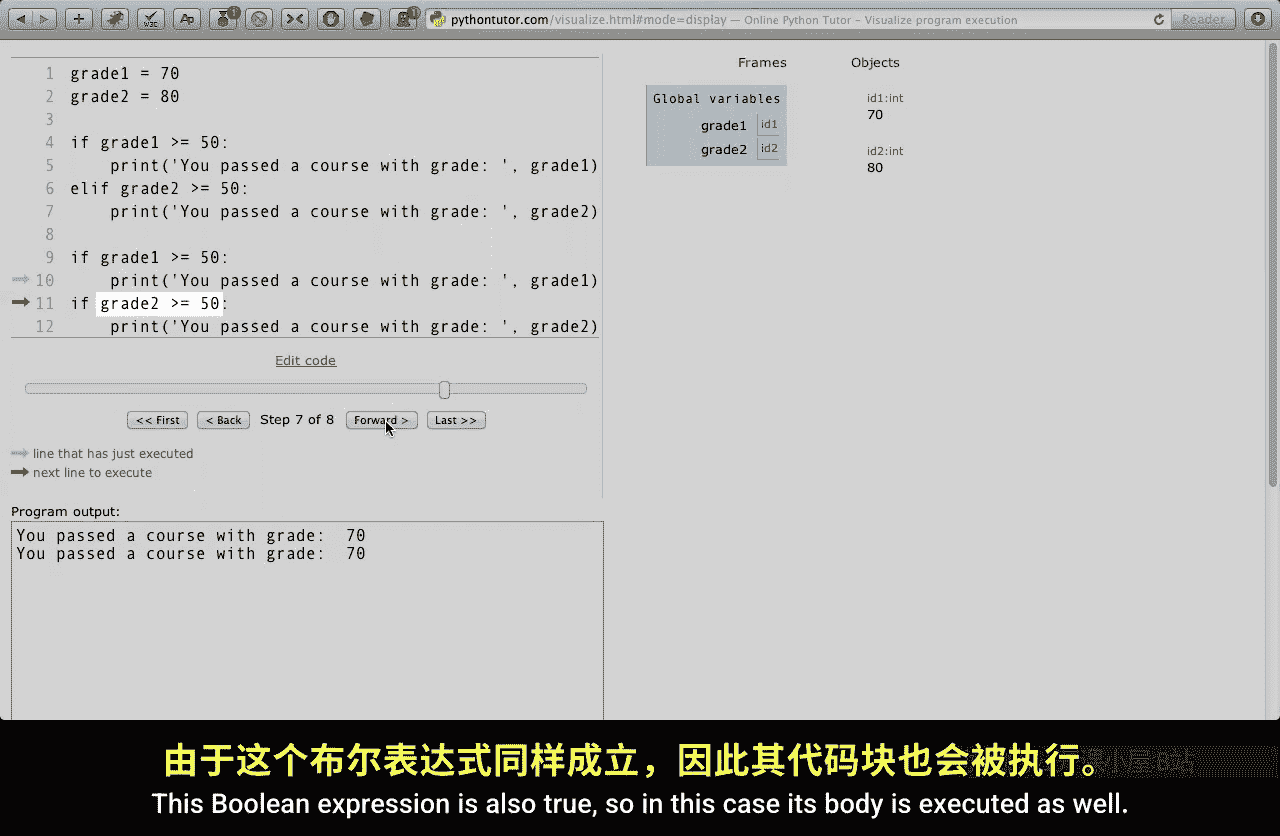 W3C
Ap
1
1
pythontutor.com/visualize.html#mode=display — Online Python Tutor – Visualize program execution
Reader
1 grade1 = 70
2 grade2 = 80
3
4 if grade1 >= 50:
5 print('You passed a course with grade: ', grade1)
6 elif grade2 >= 50:
7 print('You passed a course with grade: ', grade2)
8
9 if grade1 >= 50:
10 print('You passed a course with grade: ', grade1)
11 if grade2 >= 50:
12 print('You passed a course with grade: ', grade2)
Edit code
<< First < Back Step 7 of 8 Forward > Last >>
line that has just executed
next line to execute
Program output:
You passed a course with grade:  70
You passed a course with grade:  70
Frames Objects
Global variables
grade1 id1
grade2 id2
id1:int
70
id2:int
80
由于这个布尔表达式同样成立，因此其代码块也会被执行。
This Boolean expression is also true, so in this case its body is executed as well.